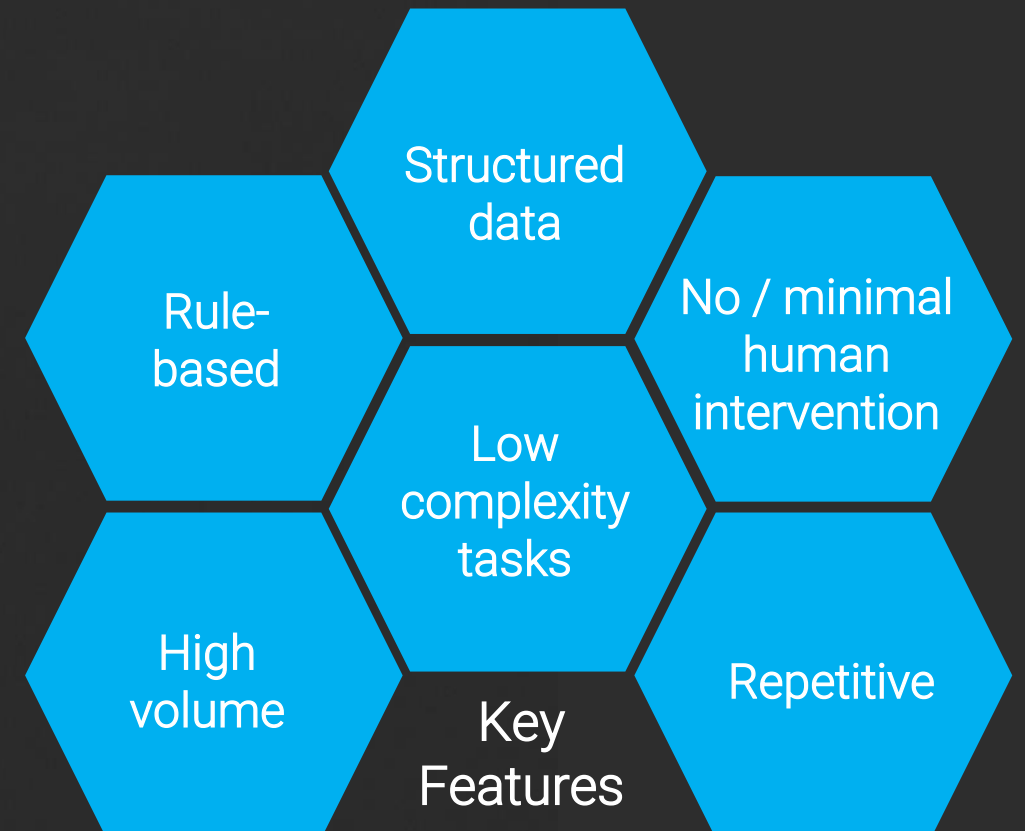 Structured
data
Rule-
based
No / minimal
human
intervention
Low
complexity
tasks
High
volume
Repetitive
Key
Features